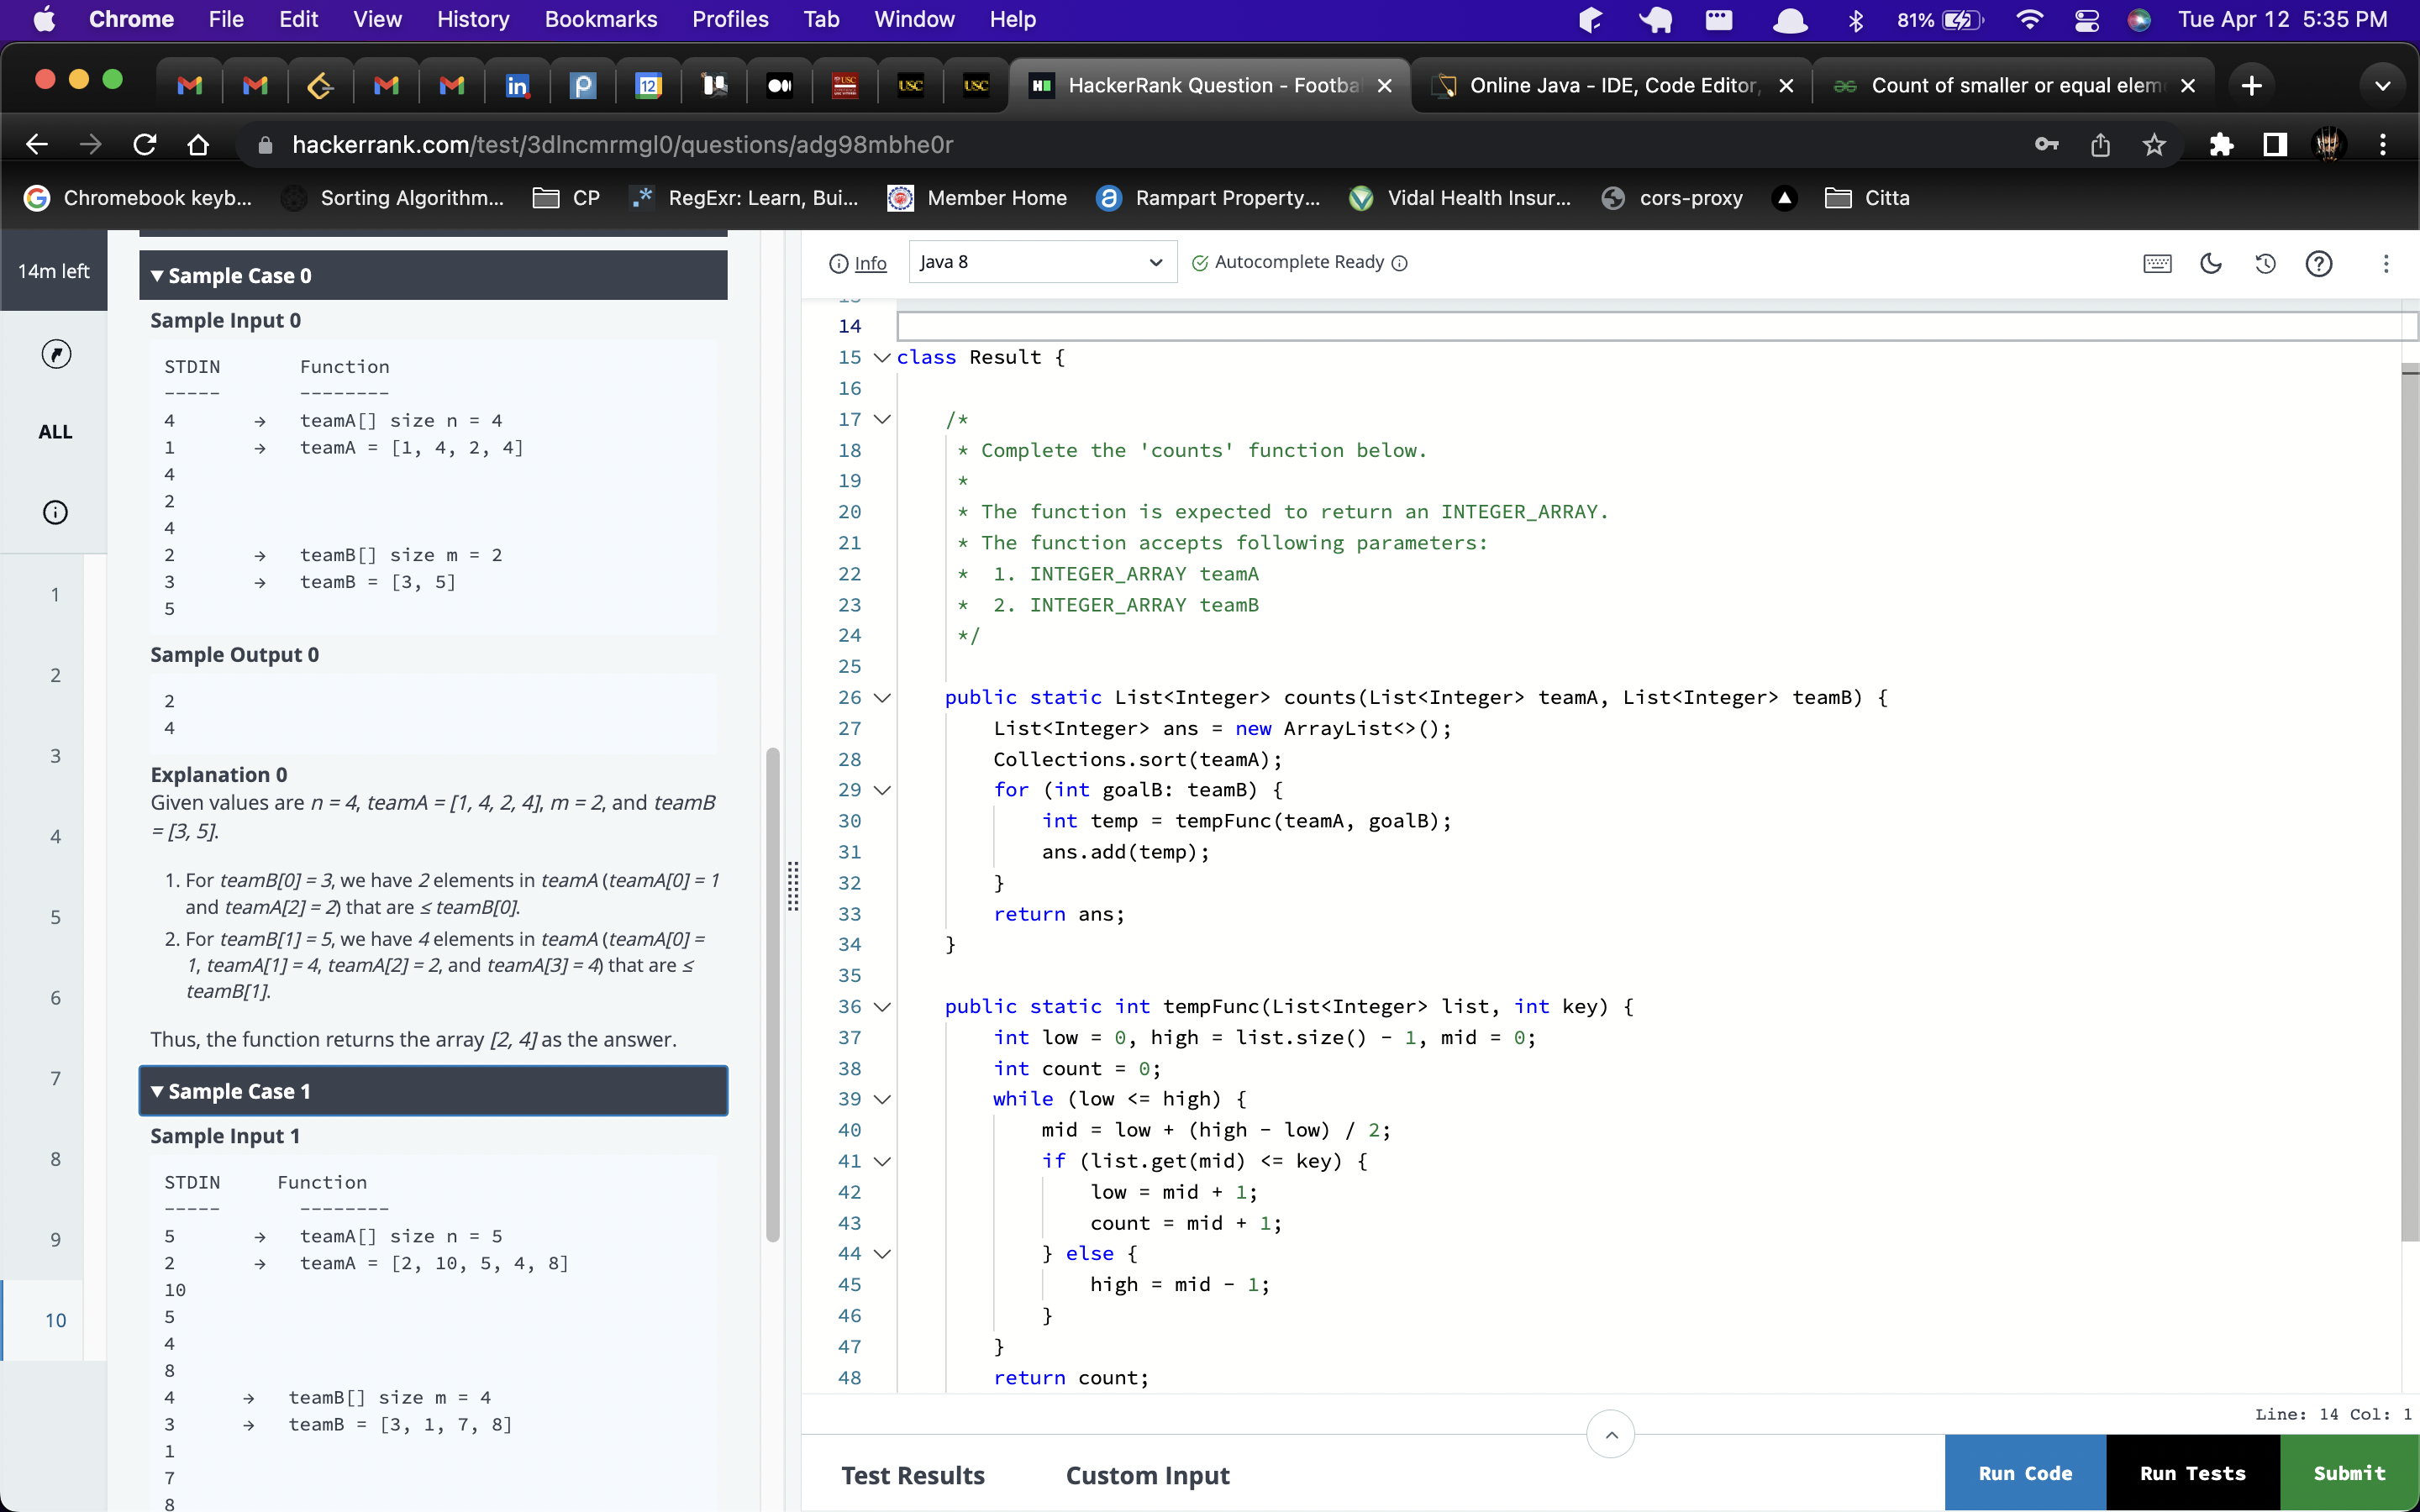 Chrome File Edit View History Bookmarks Profiles Tab Window Help 81% Tue Apr 12 5:35 PM
in P 12 USC USC USC HackerRank Question - Footba Online Java - IDE, Code Editor, Count of smaller or equal elem
hackerrank.com/test/3dlncmrmgl0/questions/adg98mbhe0r
Chromebook keyb... Sorting Algorithm... CP RegExr: Learn, Bui... Member Home Rampart Property... Vidal Health Insur... cors-proxy Citta
14m left
ALL
1
2
3
4
5
6
7
8
9
10
▼ Sample Case 0
Sample Input 0
STDIN Function
----- --------
4 → teamA[] size n = 4
1 → teamA = [1, 4, 2, 4]
4
2
4
2 → teamB[] size m = 2
3 → teamB = [3, 5]
5
Sample Output 0
2
4
Explanation 0
Given values are n = 4, teamA = [1, 4, 2, 4], m = 2, and teamB
= [3, 5].
1. For teamB[0] = 3, we have 2 elements in teamA (teamA[0] = 1
and teamA[2] = 2) that are ≤ teamB[0].
2. For teamB[1] = 5, we have 4 elements in teamA (teamA[0] =
1, teamA[1] = 4, teamA[2] = 2, and teamA[3] = 4) that are ≤
teamB[1].
Thus, the function returns the array [2, 4] as the answer.
▼ Sample Case 1
Sample Input 1
STDIN Function
----- --------
5 → teamA[] size n = 5
2 → teamA = [2, 10, 5, 4, 8]
10
5
4
8
4 → teamB[] size m = 4
3 → teamB = [3, 1, 7, 8]
1
7
8
Info Java 8 Autocomplete Ready
13
14
15 class Result {
16
17 /*
18 * Complete the 'counts' function below.
19 *
20 * The function is expected to return an INTEGER_ARRAY.
21 * The function accepts following parameters:
22 * 1. INTEGER_ARRAY teamA
23 * 2. INTEGER_ARRAY teamB
24 */
25
26 public static List<Integer> counts(List<Integer> teamA, List<Integer> teamB) {
27 List<Integer> ans = new ArrayList<>();
28 Collections.sort(teamA);
29 for (int goalB: teamB) {
30 int temp = tempFunc(teamA, goalB);
31 ans.add(temp);
32 }
33 return ans;
34 }
35
36 public static int tempFunc(List<Integer> list, int key) {
37 int low = 0, high = list.size() - 1, mid = 0;
38 int count = 0;
39 while (low <= high) {
40 mid = low + (high - low) / 2;
41 if (list.get(mid) <= key) {
42 low = mid + 1;
43 count = mid + 1;
44 } else {
45 high = mid - 1;
46 }
47 }
48 return count;
Line: 14 Col: 1
Test Results Custom Input Run Code Run Tests Submit